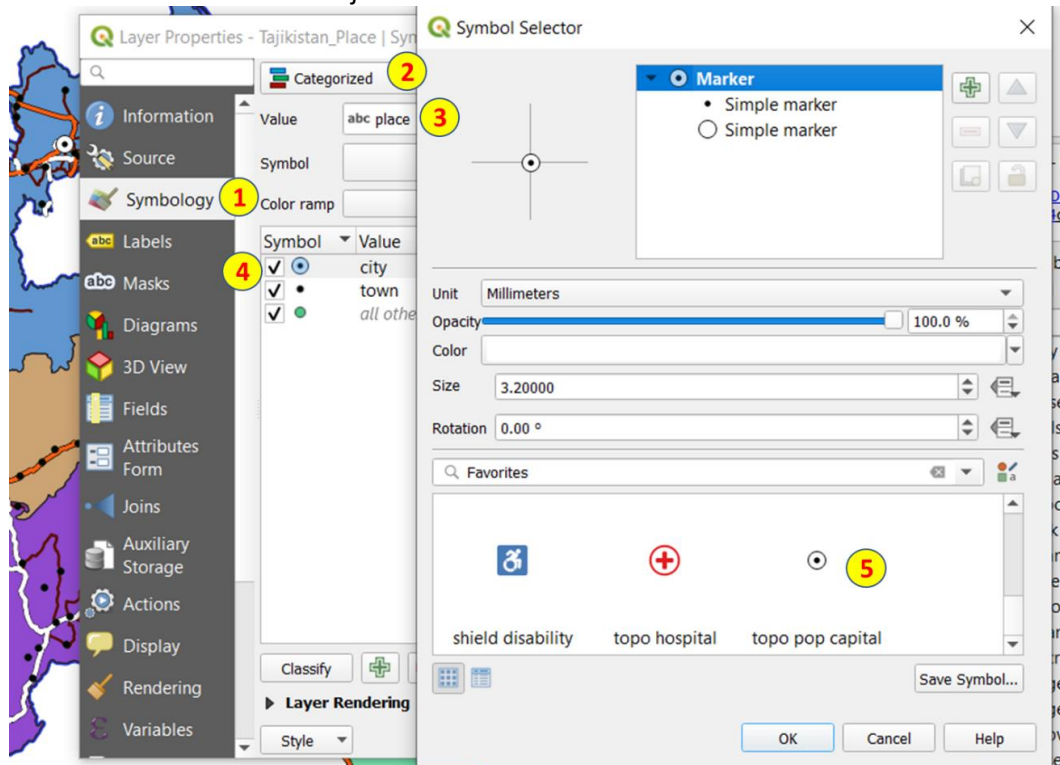 Layer Properties - Tajikistan_Place | Sym
Symbol Selector
Information
Source
Symbology
Labels
Masks
Diagrams
3D View
Fields
Attributes
Form
Joins
Auxiliary
Storage
Actions
Display
Rendering
Variables
1
Categorized
2
Value
abc place
3
Symbol
Color ramp
Symbol
Value
4
city
town
all othe
Classify
Layer Rendering
Style
Marker
Simple marker
Simple marker
Unit
Millimeters
Opacity
100.0 %
Color
Size
3.20000
Rotation
0.00 °
Favorites
5
shield disability
topo hospital
topo pop capital
Save Symbol...
OK
Cancel
Help